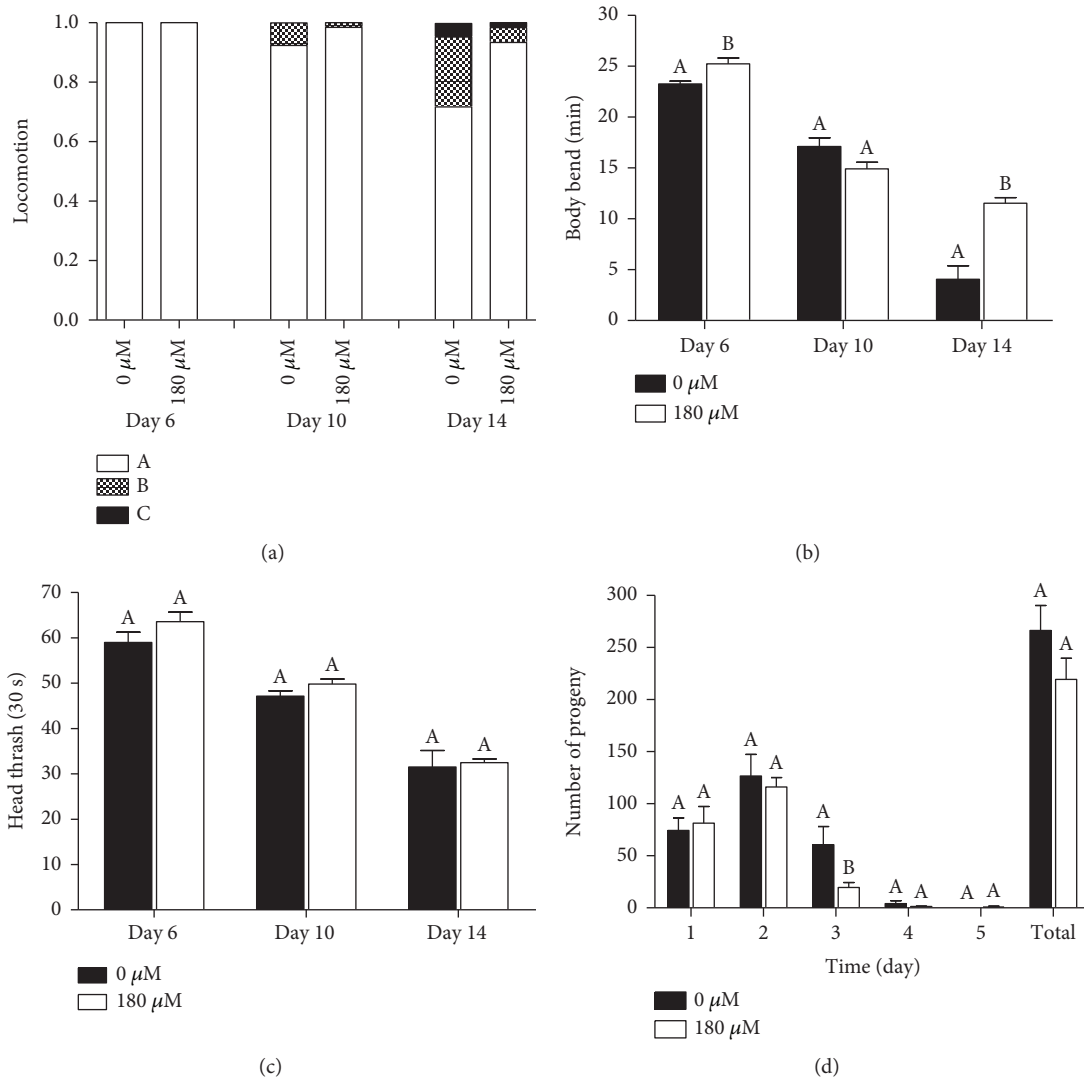 Locomotion
1.0
0.8
0.6
0.4
0.2
0.0
0 μM
180 μM
0 μM
180 μM
0 μM
180 μM
Day 6
Day 10
Day 14
A
B
C
(a)
Body bend (min)
30
25
20
15
10
5
0
A
B
A
A
A
B
Day 6
Day 10
Day 14
0 μM
180 μM
(b)
Head thrash (30 s)
70
60
50
40
30
20
10
0
A
A
A
A
A
A
Day 6
Day 10
Day 14
0 μM
180 μM
(c)
Number of progeny
300
250
200
150
100
50
0
A
A
A
A
A
B
A
A
A
A
A
A
1
2
3
4
5
Total
Time (day)
0 μM
180 μM
(d)